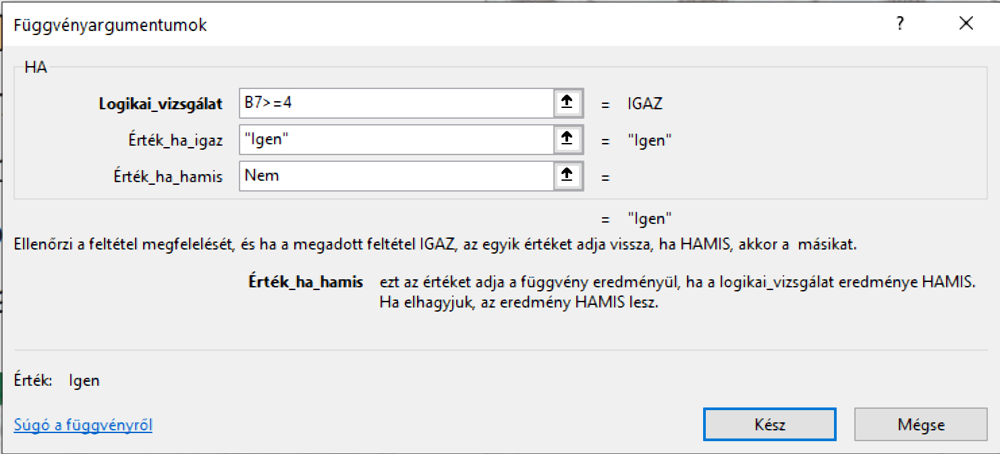 Függvényargumentumok ?
HA
Logikai_vizsgálat B7>=4 = IGAZ
Érték_ha_igaz "Igen" = "Igen"
Érték_ha_hamis Nem =
= "Igen"
Ellenőrzi a feltétel megfelelését, és ha a megadott feltétel IGAZ, az egyik értéket adja vissza, ha HAMIS, akkor a másikat.
Érték_ha_hamis ezt az értéket adja a függvény eredményül, ha a logikai_vizsgálat eredménye HAMIS.
Ha elhagyjuk, az eredmény HAMIS lesz.
Érték: Igen
Súgó a függvényről Kész Mégse